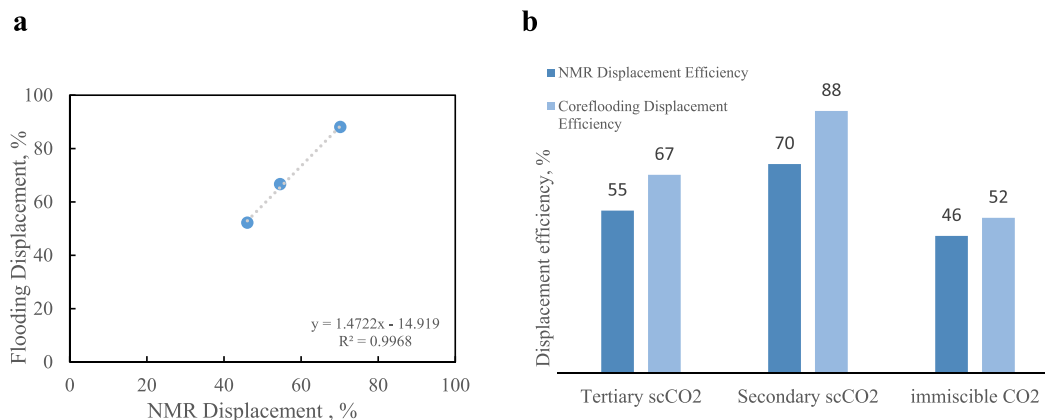 a
Flooding Displacement, %
100
80
60
40
20
0
y = 1.4722x - 14.919
R² = 0.9968
0 20 40 60 80 100
NMR Displacement , %
b
Displacement efficiency, %
NMR Displacement Efficiency
Coreflooding Displacement
Efficiency
55 67 70 88 46 52
Tertiary scCO2 Secondary scCO2 immiscible CO2